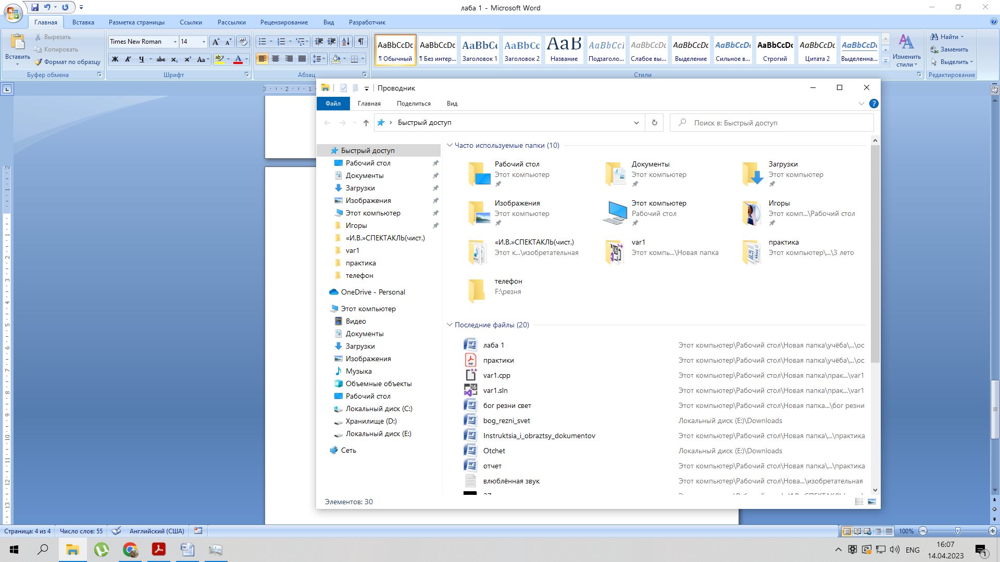 лаба 1 - Microsoft Word
Главная Вставка Разметка страницы Ссылки Рассылки Рецензирование Вид Разработчик
Вставить
Вырезать
Копировать
Формат по образцу
Буфер обмена
Times New Roman 14
Ж К Ч abc x₂ x² Aa
Шрифт
Абзац
AaBbCcDc AaBbCcDc AaBbCc AaBbCc AaB AaBbCcI AaBbCcDc AaBbCcDc AaBbCcDc AaBbCcDc AaBbCcDc AaBbCcDc
¶ Обычный ¶ Без интер... Заголовок 1 Заголовок 2 Название Подзаголо... Слабое вы... Выделение Сильное в... Строгий Цитата 2 Выделенна...
Стили
Изменить стили
Найти
Заменить
Выделить
Редактирование
Проводник
Файл Главная Поделиться Вид
Быстрый доступ
Поиск в: Быстрый доступ
Быстрый доступ
Рабочий стол
Документы
Загрузки
Изображения
Этот компьютер
Игоры
«И.В.»СПЕКТАКЛЬ(чист.)
var1
практика
телефон
OneDrive - Personal
Этот компьютер
Видео
Документы
Загрузки
Изображения
Музыка
Объемные объекты
Рабочий стол
Локальный диск (C:)
Хранилище (D:)
Локальный диск (E:)
Сеть
Часто используемые папки (10)
Рабочий стол
Этот компьютер
Документы
Этот компьютер
Загрузки
Этот компьютер
Изображения
Этот компьютер
Этот компьютер
Рабочий стол
Игоры
Этот комп...\Рабочий стол
«И.В.»СПЕКТАКЛЬ(чист.)
Этот к...\изобретательная
var1
Этот компь...\Новая папка
практика
Этот компьютер\...\3 лето
телефон
F:\резня
Последние файлы (20)
лаба 1 Этот компьютер\Рабочий стол\Новая папка\учёба\...\ос
практики Этот компьютер\Рабочий стол\Новая папка\учёба\...\ос
var1.cpp Этот компьютер\Рабочий стол\Новая папка\прак...\var1
var1.sln Этот компьютер\Рабочий стол\Новая папка\прак...\var1
бог резни свет Этот компьютер\Рабочий стол\Новая папка...\бог резни
bog_rezni_svet Локальный диск (E:)\Downloads
Instruktsia_i_obraztsy_dokumentov Этот компьютер\Рабочий стол\Новая папка\...\практика
Otchet Локальный диск (E:)\Downloads
отчет Этот компьютер\Рабочий стол\Новая папка\...\практика
влюблённая звук Этот компьютер\Рабочий стол\Нова...\изобретательная
Элементов: 30
Страница: 4 из 4 Число слов: 55 Английский (США) 100%
ENG
16:07
14.04.2023
1